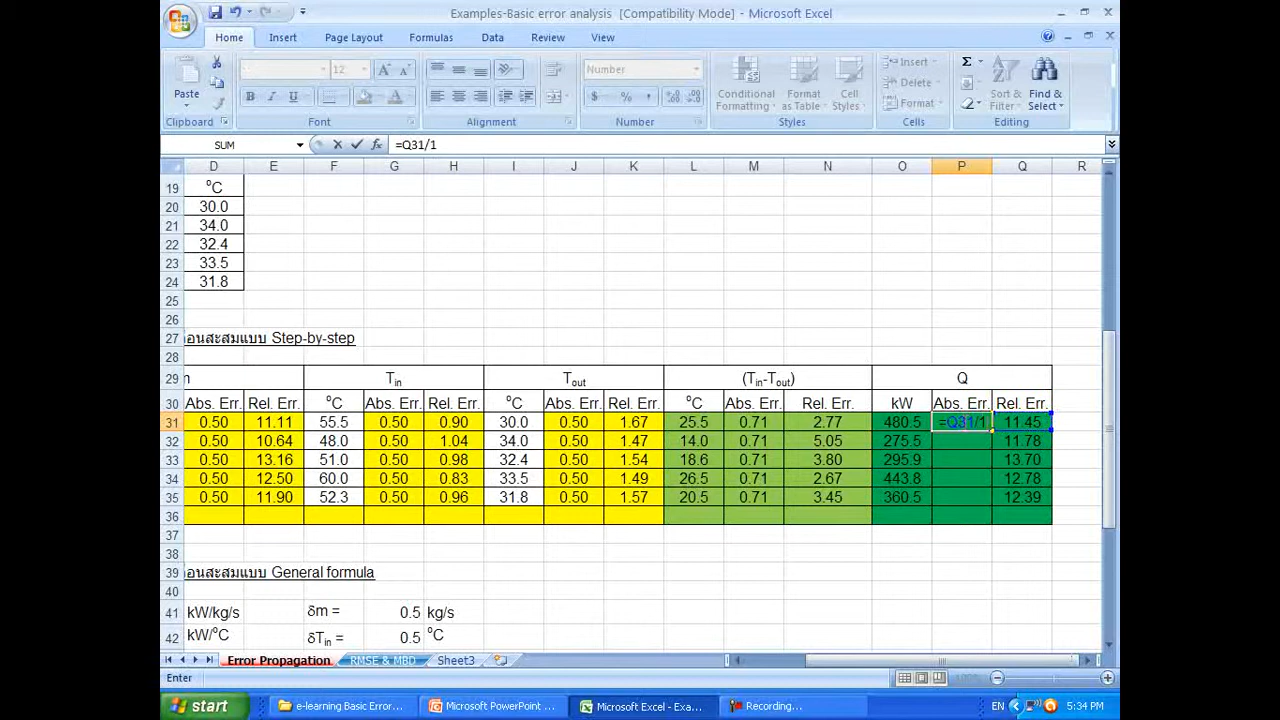 Examples-Basic error analysis [Compatibility Mode] - Microsoft Excel
Home Insert Page Layout Formulas Data Review View
Paste
12
Number
Conditional Formatting
Format as Table
Cell Styles
Insert
Delete
Format
Sort & Filter
Find & Select
Clipboard Font Alignment Number Styles Cells Editing
SUM =Q31/1
D E F G H I J K L M N O P Q R
19 °C
20 30.0
21 34.0
22 32.4
23 33.5
24 31.8
25
26
27 อนสะสมแบบ Step-by-step
28
29 Tin Tout (Tin-Tout) Q
30 Abs. Err. Rel. Err. °C Abs. Err. Rel. Err. °C Abs. Err. Rel. Err. °C Abs. Err. Rel. Err. kW Abs. Err. Rel. Err.
31 0.50 11.11 55.5 0.50 0.90 30.0 0.50 1.67 25.5 0.71 2.77 480.5 =Q31/1 11.45
32 0.50 10.64 48.0 0.50 1.04 34.0 0.50 1.47 14.0 0.71 5.05 275.5 11.78
33 0.50 13.16 51.0 0.50 0.98 32.4 0.50 1.54 18.6 0.71 3.80 295.9 13.70
34 0.50 12.50 60.0 0.50 0.83 33.5 0.50 1.49 26.5 0.71 2.67 443.8 12.78
35 0.50 11.90 52.3 0.50 0.96 31.8 0.50 1.57 20.5 0.71 3.45 360.5 12.39
36
37
38
39 อนสะสมแบบ General formula
40
41 kW/kg/s δm = 0.5 kg/s
42 kW/°C δTin = 0.5 °C
Error Propagation RMSE & MBD Sheet3
Enter
start e-learning Basic Error... Microsoft PowerPoint ... Microsoft Excel - Exa... Recording... EN 5:34 PM